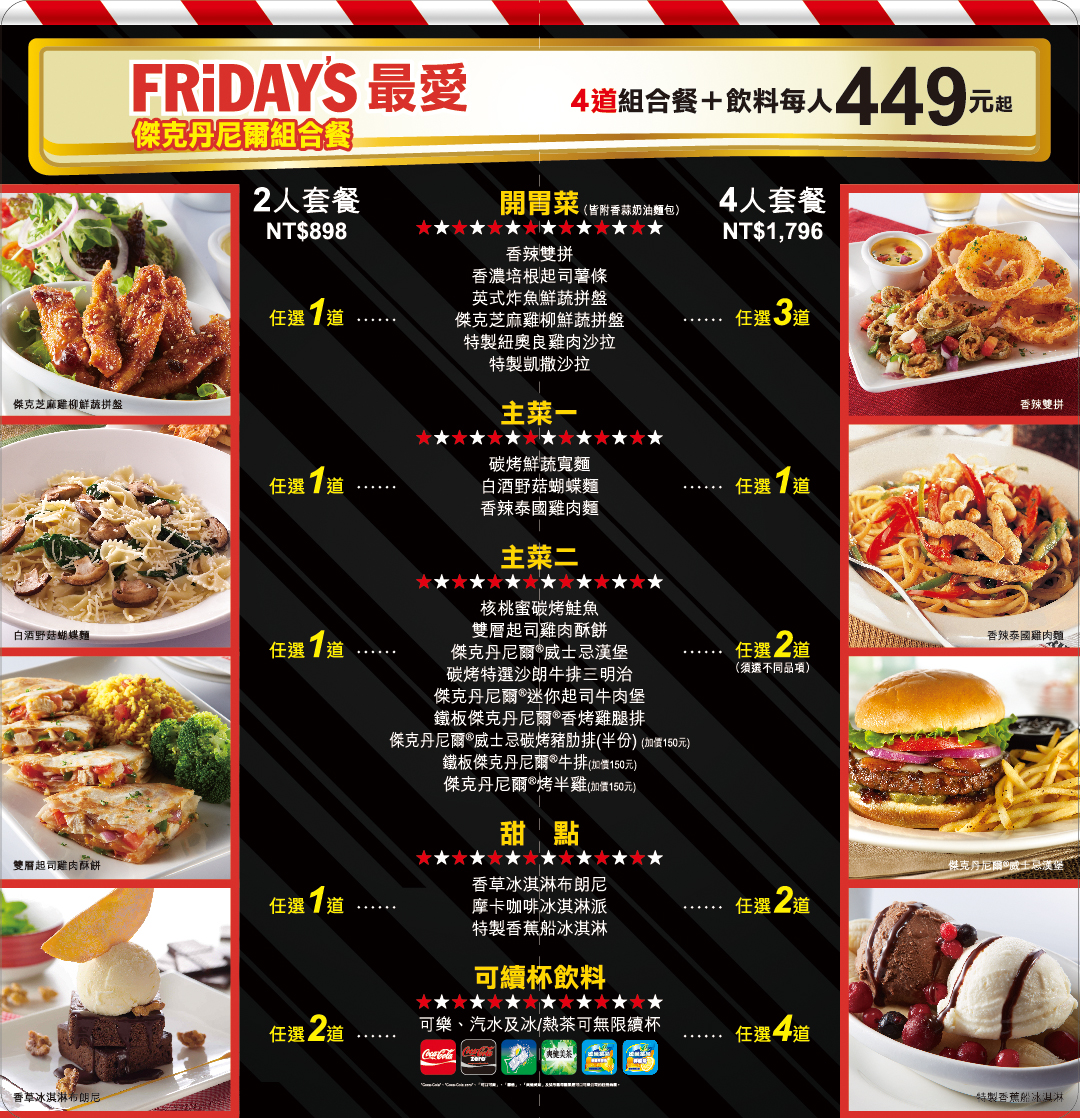 FRiDAY'S 最愛
傑克丹尼爾組合餐
4道組合餐＋飲料每人449元起
2人套餐
NT$898
開胃菜(皆附香蒜奶油麵包)
4人套餐
NT$1,796
香辣雙拼
香濃培根起司薯條
英式炸魚鮮蔬拼盤
傑克芝麻雞柳鮮蔬拼盤
特製紐奧良雞肉沙拉
特製凱撒沙拉
任選1道 ……
…… 任選3道
傑克芝麻雞柳鮮蔬拼盤
香辣雙拼
主菜一
碳烤鮮蔬寬麵
白酒野菇蝴蝶麵
香辣泰國雞肉麵
任選1道 ……
…… 任選1道
白酒野菇蝴蝶麵
香辣泰國雞肉麵
主菜二
核桃蜜碳烤鮭魚
雙層起司雞肉酥餅
傑克丹尼爾®威士忌漢堡
碳烤特選沙朗牛排三明治
傑克丹尼爾®迷你起司牛肉堡
鐵板傑克丹尼爾®香烤雞腿排
傑克丹尼爾®威士忌碳烤豬肋排(半份) (加價150元)
鐵板傑克丹尼爾®牛排(加價150元)
傑克丹尼爾®烤半雞(加價150元)
任選1道 ……
…… 任選2道
(須選不同品項)
雙層起司雞肉酥餅
傑克丹尼爾®威士忌漢堡
甜 點
香草冰淇淋布朗尼
摩卡咖啡冰淇淋派
特製香蕉船冰淇淋
任選1道 ……
…… 任選2道
可續杯飲料
可樂、汽水及冰/熱茶可無限續杯
任選2道 ……
…… 任選4道
Coca-Cola
Coca-Cola zero
爽健美茶
香草冰淇淋布朗尼
特製香蕉船冰淇淋